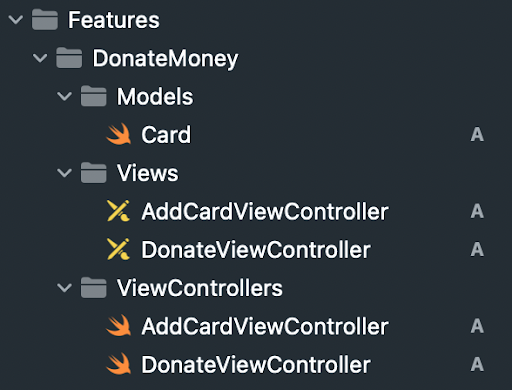 Features
DonateMoney
Models
Card A
Views
AddCardViewController A
DonateViewController A
ViewControllers
AddCardViewController A
DonateViewController A